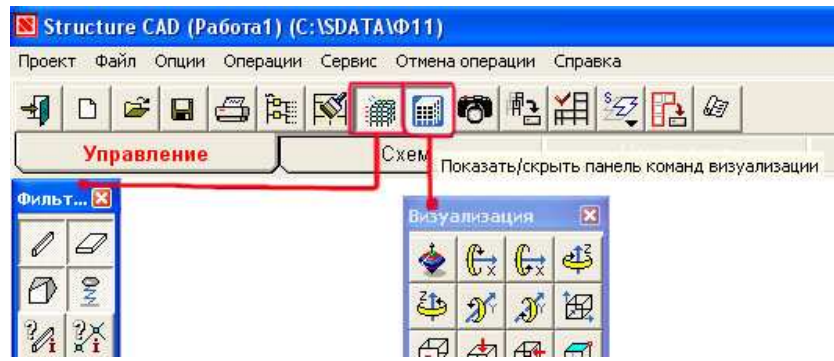 Structure CAD (Работа1) (C:\SDATA\Ф11)
Проект Файл Опции Операции Сервис Отмена операции Справка
Управление
Схем
Показать/скрыть панель команд визуализации
Фильт...
Визуализация